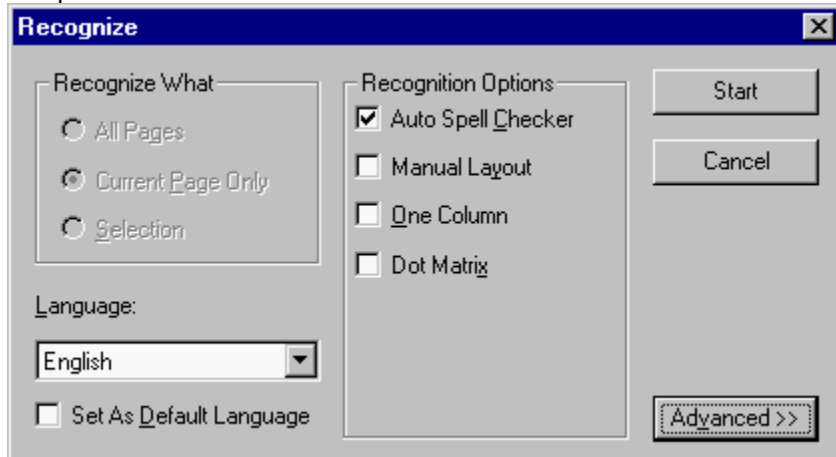 Recognize
Recognize What
All Pages
Current Page Only
Selection
Language:
English
Set As Default Language
Recognition Options
Auto Spell Checker
Manual Layout
One Column
Dot Matrix
Start
Cancel
Advanced >>